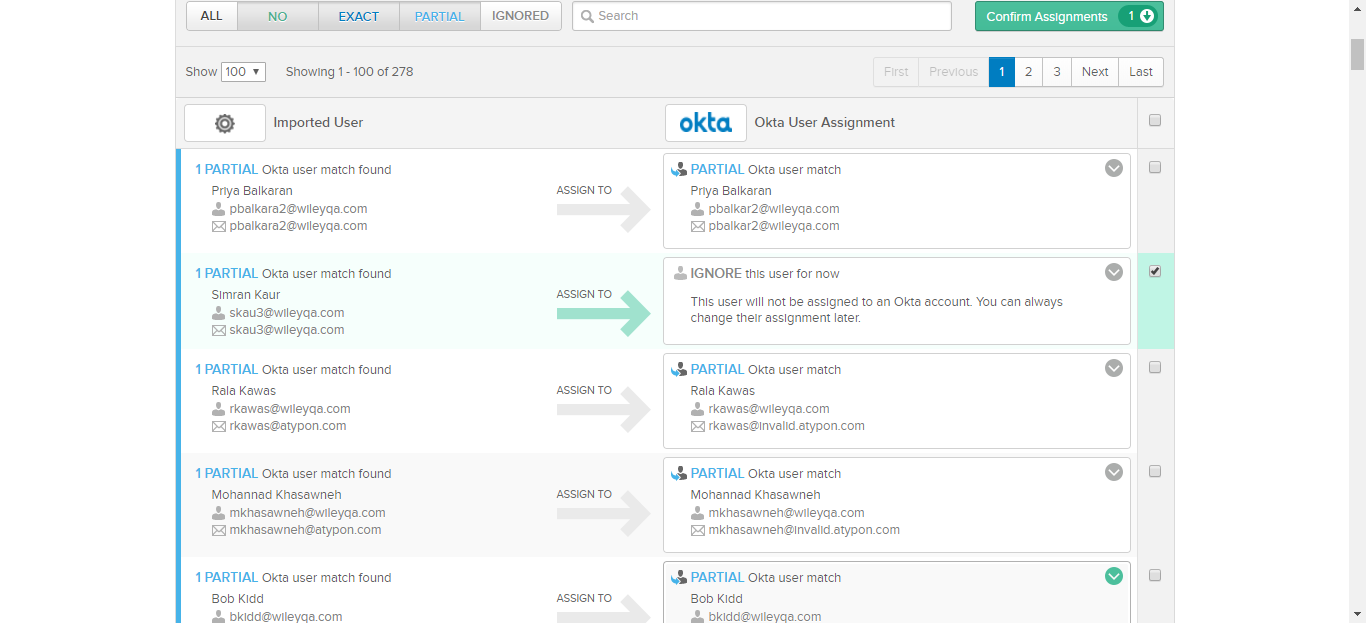 ALL NO EXACT PARTIAL IGNORED Search Confirm Assignments 1
Show 100 Showing 1 - 100 of 278 First Previous 1 2 3 Next Last
Imported User okta Okta User Assignment
1 PARTIAL Okta user match found
Priya Balkaran
pbalkara2@wileyqa.com
pbalkara2@wileyqa.com
ASSIGN TO
PARTIAL Okta user match
Priya Balkaran
pbalkar2@wileyqa.com
pbalkar2@wileyqa.com
1 PARTIAL Okta user match found
Simran Kaur
skau3@wileyqa.com
skau3@wileyqa.com
ASSIGN TO
IGNORE this user for now
This user will not be assigned to an Okta account. You can always
change their assignment later.
1 PARTIAL Okta user match found
Rala Kawas
rkawas@wileyqa.com
rkawas@atypon.com
ASSIGN TO
PARTIAL Okta user match
Rala Kawas
rkawas@wileyqa.com
rkawas@invalid.atypon.com
1 PARTIAL Okta user match found
Mohannad Khasawneh
mkhasawneh@wileyqa.com
mkhasawneh@atypon.com
ASSIGN TO
PARTIAL Okta user match
Mohannad Khasawneh
mkhasawneh@wileyqa.com
mkhasawneh@invalid.atypon.com
1 PARTIAL Okta user match found
Bob Kidd
bkidd@wileyqa.com
ASSIGN TO
PARTIAL Okta user match
Bob Kidd
bkidd@wileyqa.com